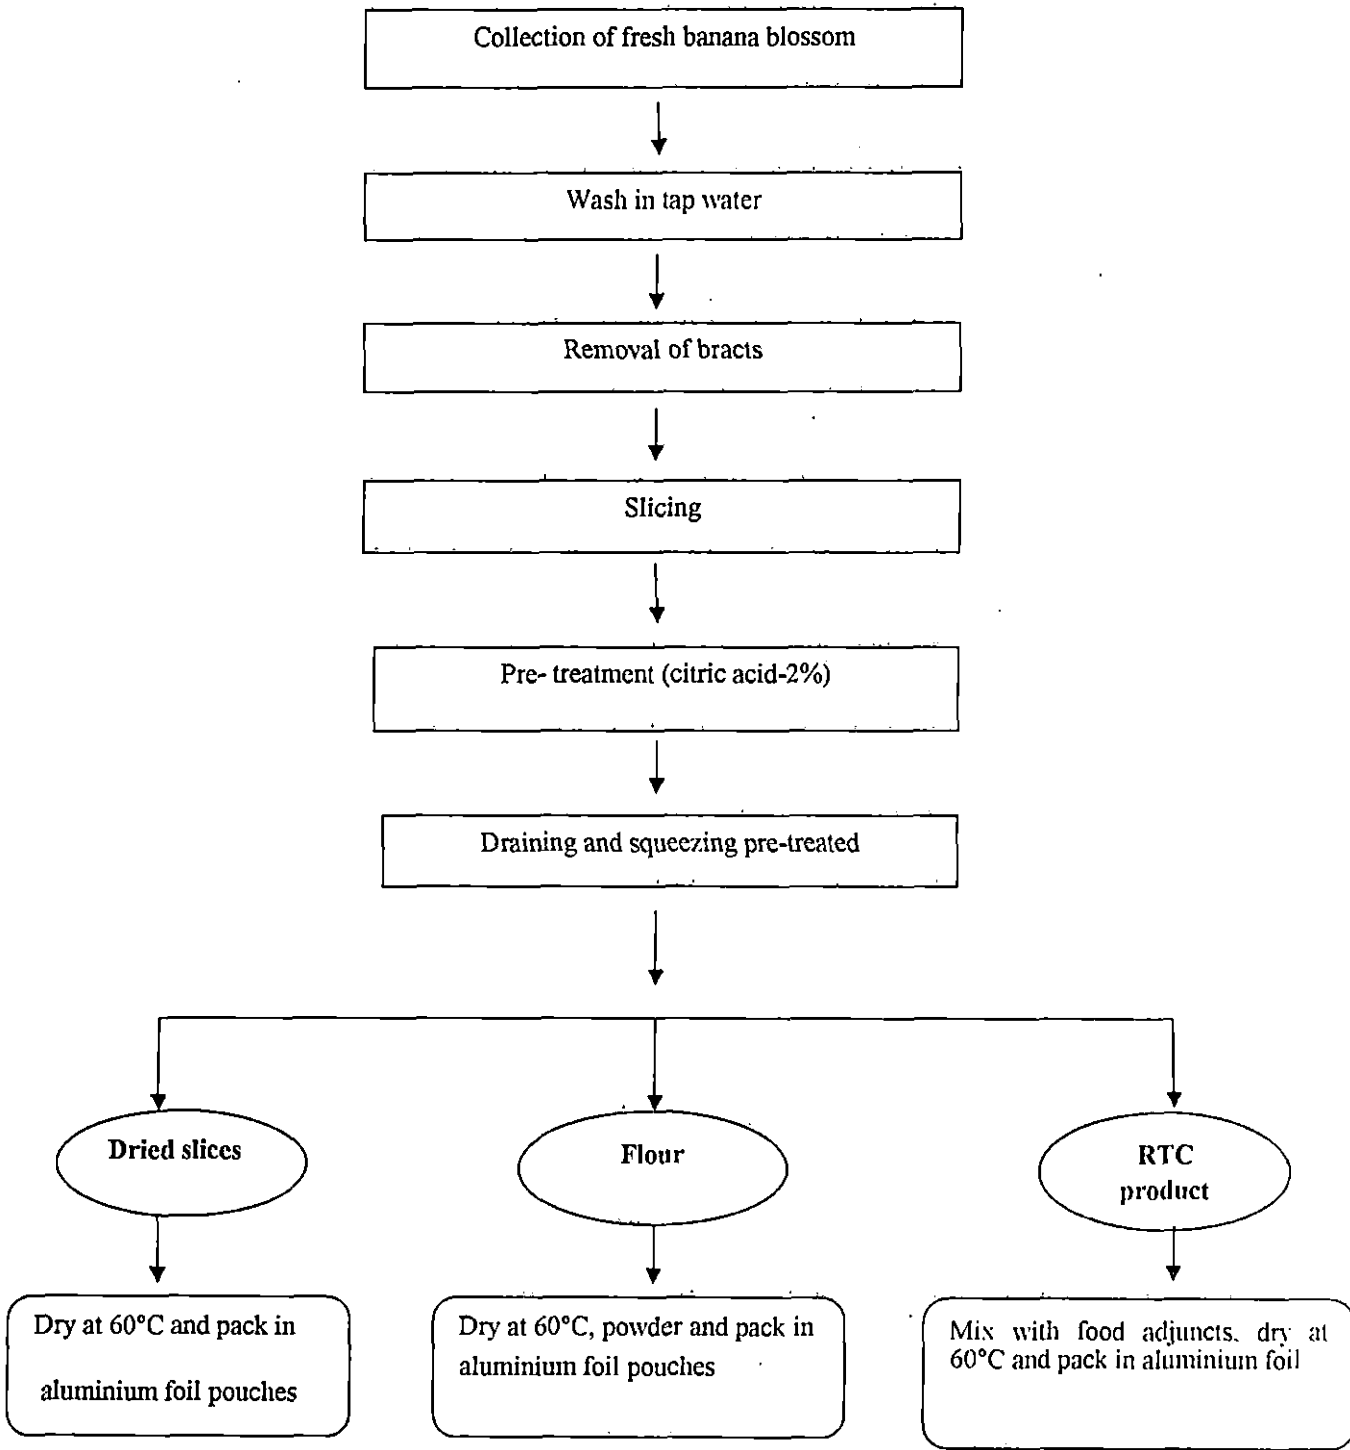 Collection of fresh banana blossom
Wash in tap water
Removal of bracts
Slicing
Pre- treatment (citric acid-2%)
Draining and squeezing pre-treated
Dried slices
Flour
RTC
product
Dry at 60°C and pack in
aluminium foil pouches
Dry at 60°C, powder and pack in
aluminium foil pouches
Mix with food adjuncts, dry at
60°C and pack in aluminium foil